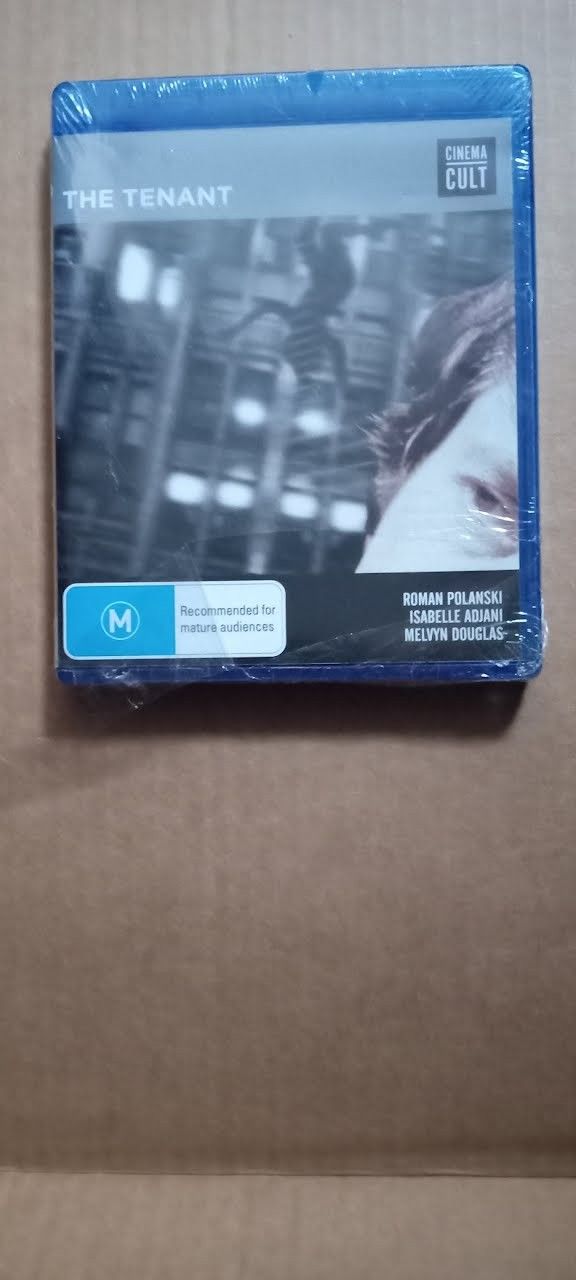 CINEMA
CULT
THE TENANT
M
Recommended for
mature audiences
ROMAN POLANSKI
ISABELLE ADJANI
MELVYN DOUGLAS